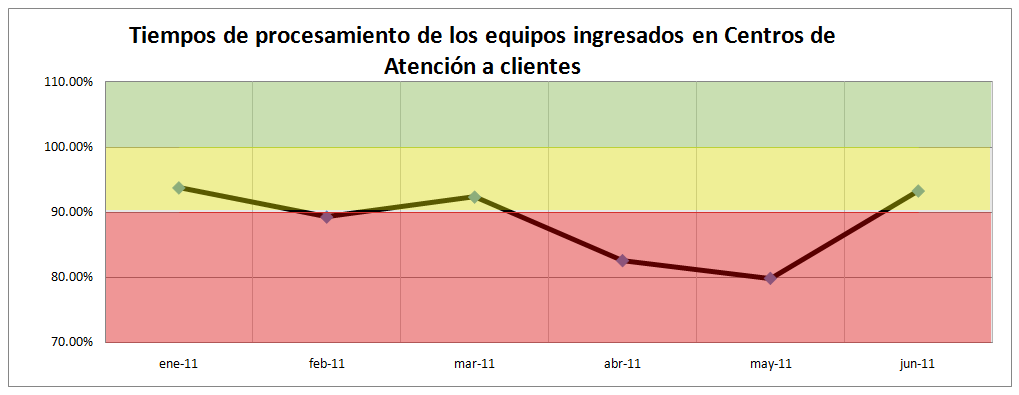 Tiempos de procesamiento de los equipos ingresados en Centros de
Atención a clientes
110.00%
100.00%
90.00%
80.00%
70.00%
ene-11 feb-11 mar-11 abr-11 may-11 jun-11